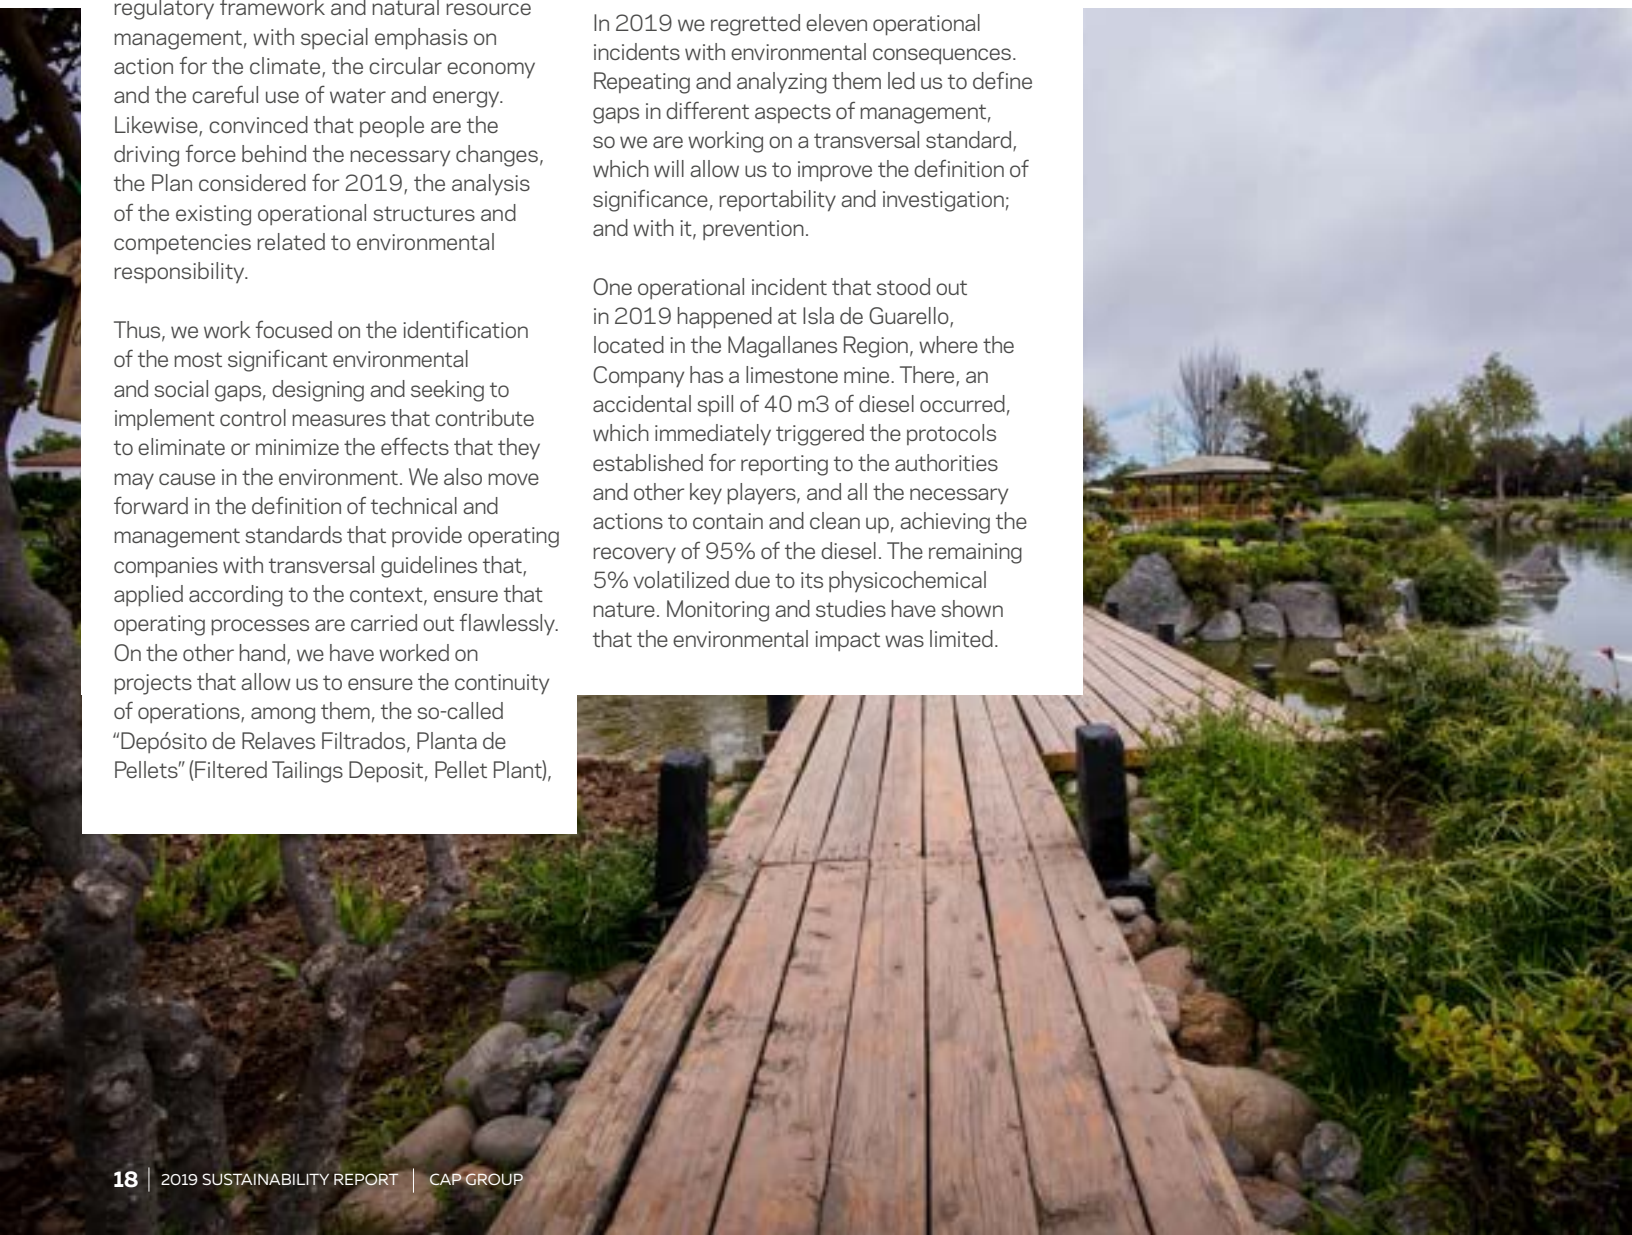 regulatory framework and natural resource
management, with special emphasis on
action for the climate, the circular economy
and the careful use of water and energy.
Likewise, convinced that people are the
driving force behind the necessary changes,
the Plan considered for 2019, the analysis
of the existing operational structures and
competencies related to environmental
responsibility.
Thus, we work focused on the identification
of the most significant environmental
and social gaps, designing and seeking to
implement control measures that contribute
to eliminate or minimize the effects that they
may cause in the environment. We also move
forward in the definition of technical and
management standards that provide operating
companies with transversal guidelines that,
applied according to the context, ensure that
operating processes are carried out flawlessly.
On the other hand, we have worked on
projects that allow us to ensure the continuity
of operations, among them, the so-called
“Depósito de Relaves Filtrados, Planta de
Pellets” (Filtered Tailings Deposit, Pellet Plant),
In 2019 we regretted eleven operational
incidents with environmental consequences.
Repeating and analyzing them led us to define
gaps in different aspects of management,
so we are working on a transversal standard,
which will allow us to improve the definition of
significance, reportability and investigation;
and with it, prevention.
One operational incident that stood out
in 2019 happened at Isla de Guarello,
located in the Magallanes Region, where the
Company has a limestone mine. There, an
accidental spill of 40 m3 of diesel occurred,
which immediately triggered the protocols
established for reporting to the authorities
and other key players, and all the necessary
actions to contain and clean up, achieving the
recovery of 95% of the diesel. The remaining
5% volatilized due to its physicochemical
nature. Monitoring and studies have shown
that the environmental impact was limited.
18 | 2019 SUSTAINABILITY REPORT | CAP GROUP